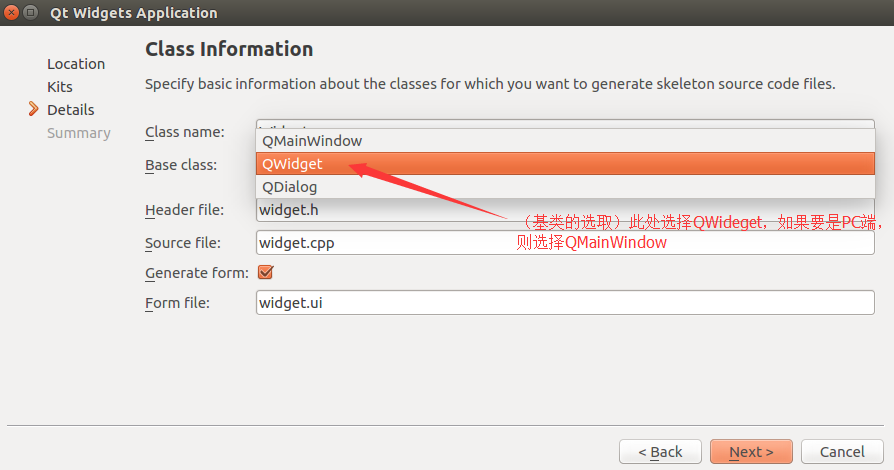 Qt Widgets Application
Class Information
Location
Kits
Details
Summary
Specify basic information about the classes for which you want to generate skeleton source code files.
Class name:
QMainWindow
Base class:
QWidget
QDialog
Header file:
widget.h
（基类的选取）此处选择QWideget，如果要是PC端，
则选择QMainWindow
Source file:
widget.cpp
Generate form:
Form file:
widget.ui
< Back
Next >
Cancel